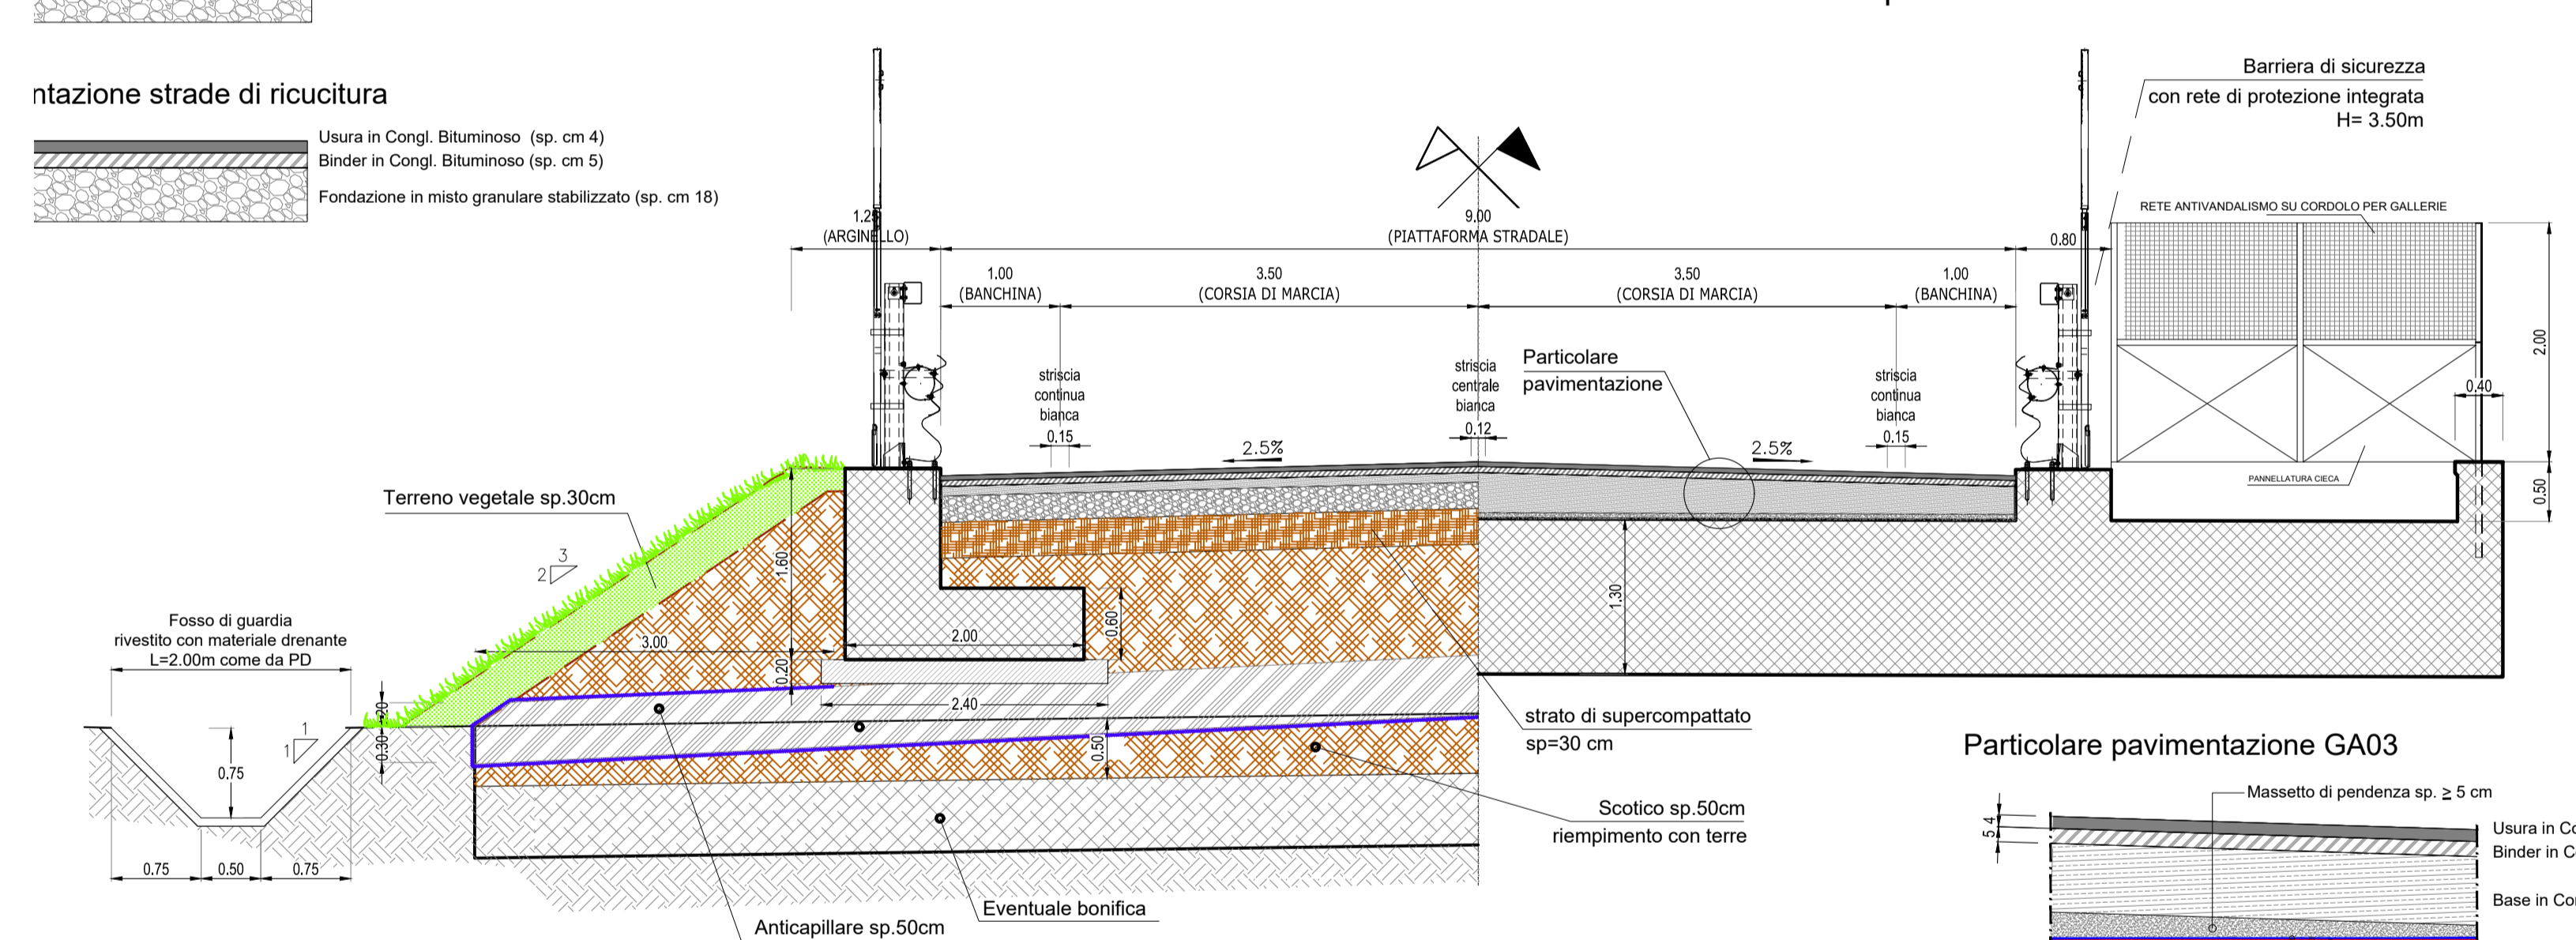 ntazione strade di ricucitura
Usura in Congl. Bituminoso (sp. cm 4)
Binder in Congl. Bituminoso (sp. cm 5)
Fondazione in misto granulare stabilizzato (sp. cm 18)
Barriera di sicurezza
con rete di protezione integrata
H= 3.50m
RETE ANTIVANDALISMO SU CORDOLO PER GALLERIE
(ARGINELLO)
9.00
(PIATTAFORMA STRADALE)
0.80
1.00
(BANCHINA)
3.50
(CORSIA DI MARCIA)
3.50
(CORSIA DI MARCIA)
1.00
(BANCHINA)
2.00
0.40
0.50
PANNELLATURA CIECA
striscia
continua
bianca
0.15
striscia
centrale
bianca
0.12
striscia
continua
bianca
0.15
Particolare
pavimentazione
2.5%
2.5%
Terreno vegetale sp.30cm
3
2
1.60
0.60
1.30
3.00
2.00
0.20
2.40
0.50
Fosso di guardia
rivestito con materiale drenante
L=2.00m come da PD
0.75
1
1
0.30
0.75
0.50
0.75
strato di supercompattato
sp=30 cm
Scotico sp.50cm
riempimento con terre
Eventuale bonifica
Anticapillare sp.50cm
Particolare pavimentazione GA03
Massetto di pendenza sp. ≥ 5 cm
4
5
Usura in Co
Binder in C
Base in Co